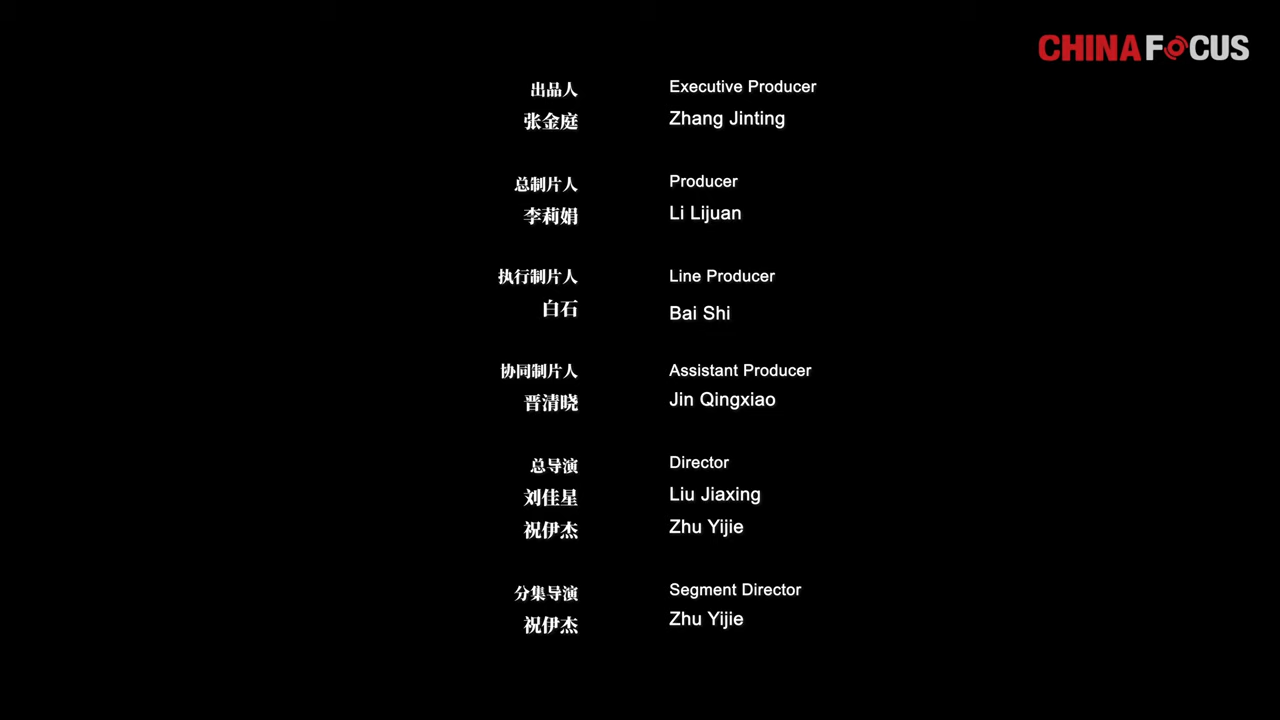 CHINA FOCUS
出品人 Executive Producer
张金庭 Zhang Jinting
总制片人 Producer
李莉娟 Li Lijuan
执行制片人 Line Producer
白石 Bai Shi
协同制片人 Assistant Producer
晋清晓 Jin Qingxiao
总导演 Director
刘佳星 Liu Jiaxing
祝伊杰 Zhu Yijie
分集导演 Segment Director
祝伊杰 Zhu Yijie